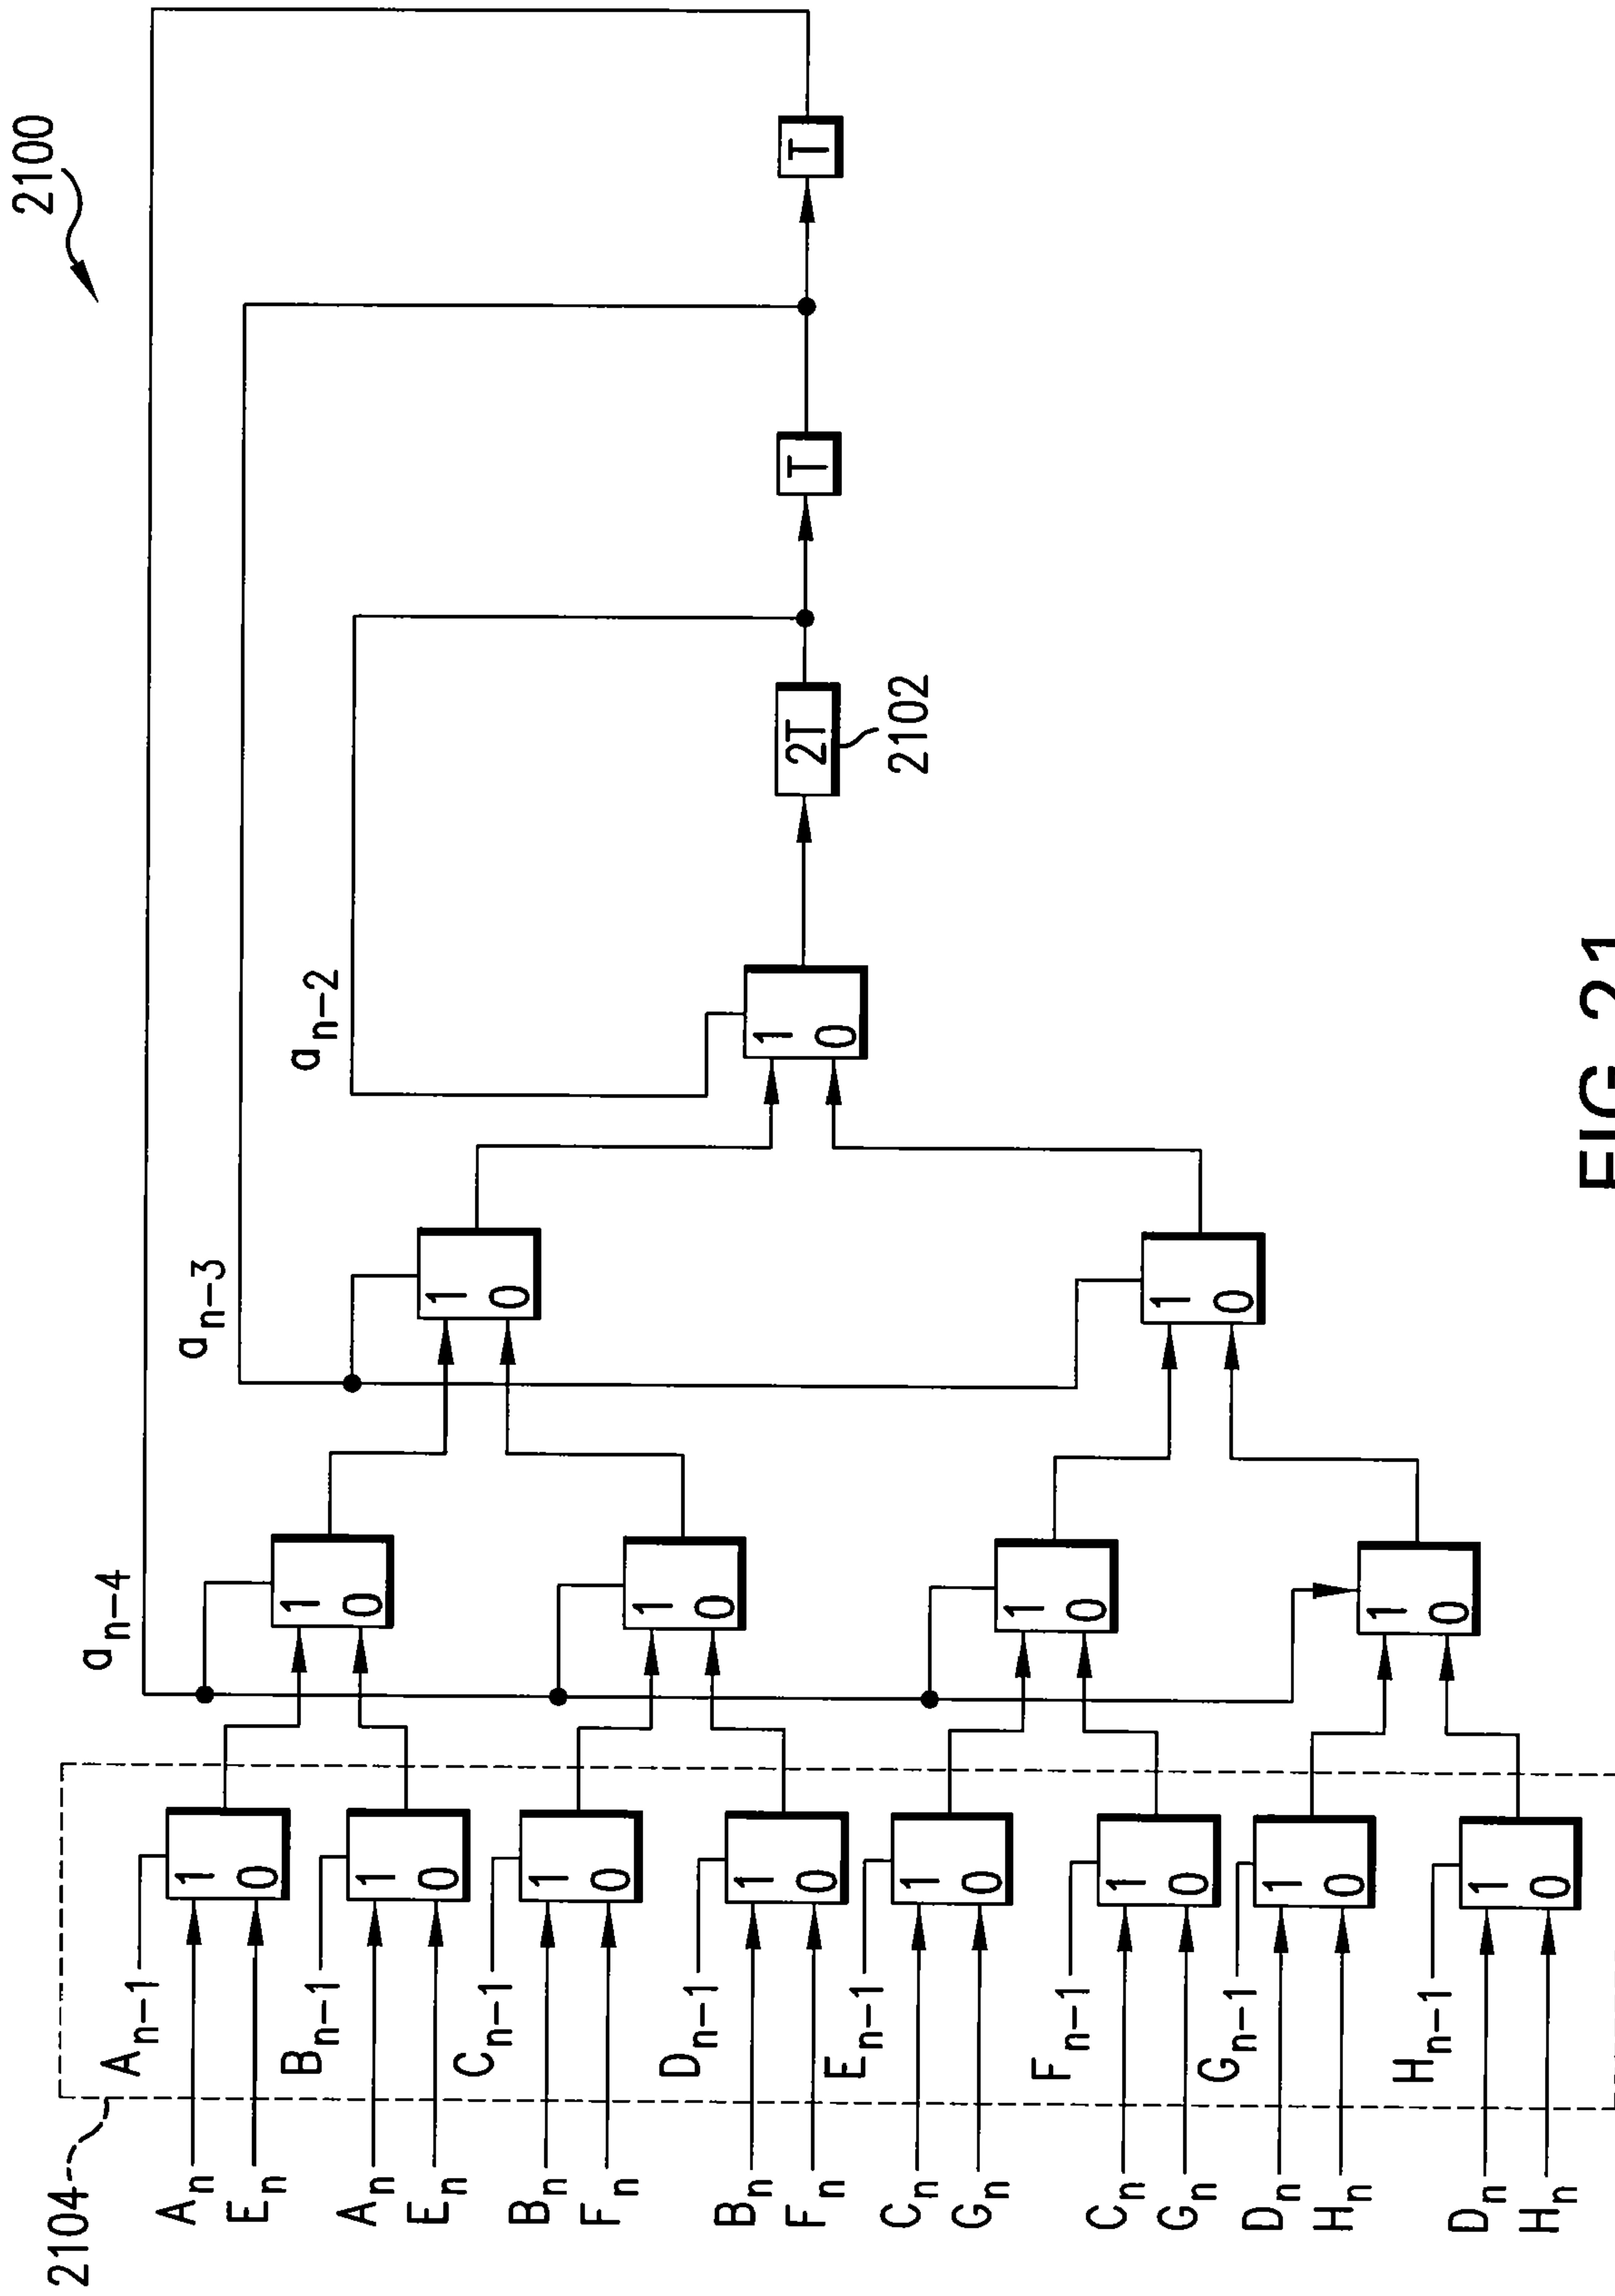 2100
2104
A_n
E_n
A_n
E_n
B_n
F_n
B_n
F_n
C_n
G_n
C_n
G_n
D_n
H_n
D_n
H_n
A_{n-1}
B_{n-1}
C_{n-1}
D_{n-1}
E_{n-1}
F_{n-1}
G_{n-1}
H_{n-1}
1
0
1
0
1
0
1
0
1
0
1
0
1
0
1
0
a_{n-4}
1
0
1
0
1
0
1
0
a_{n-3}
1
0
1
0
a_{n-2}
1
0
2T
2102
T
T
FIG. 21